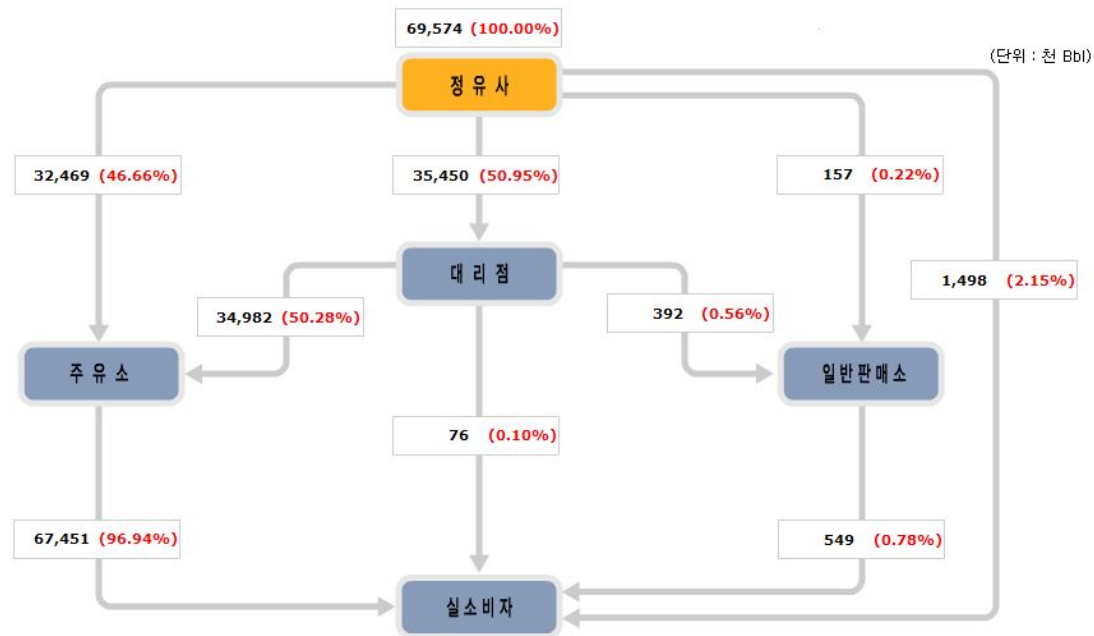 69,574 (100.00%)
(단위 : 천 Bbl)
정유사
32,469 (46.66%)
35,450 (50.95%)
157 (0.22%)
대리점
1,498 (2.15%)
34,982 (50.28%)
392 (0.56%)
주유소
일반판매소
76 (0.10%)
67,451 (96.94%)
549 (0.78%)
실소비자